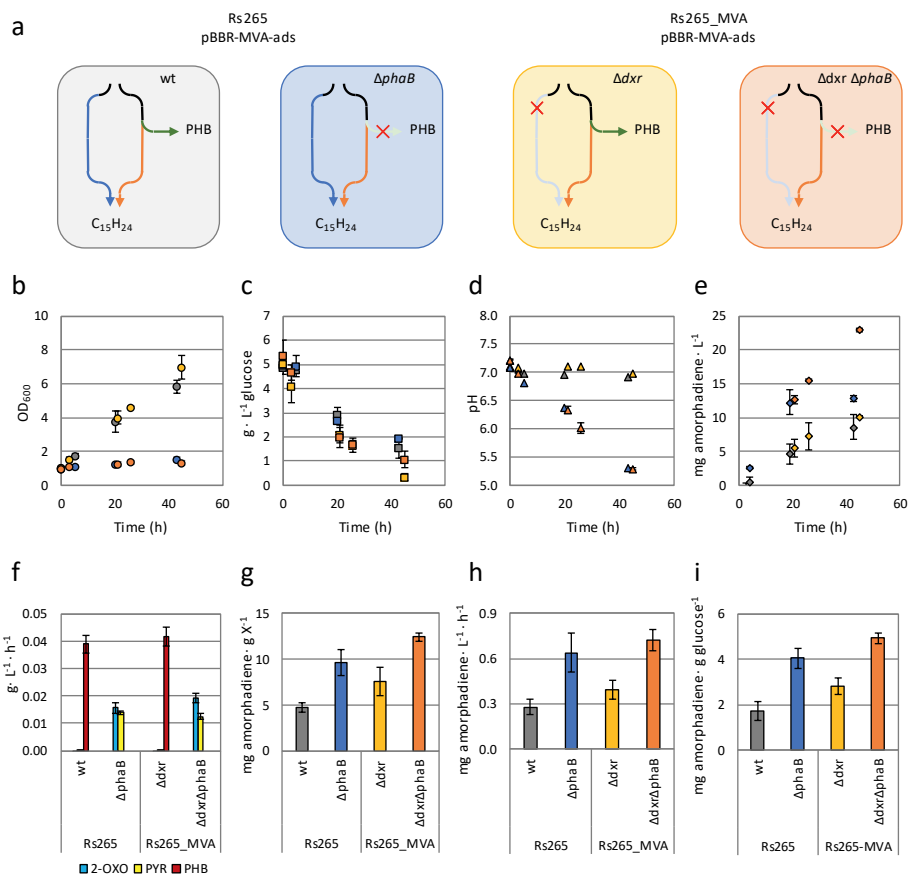 a
Rs265
pBBR-MVA-ads
Rs265_MVA
pBBR-MVA-ads
wt
PHB
C15H24
ΔphaB
PHB
C15H24
Δdxr
PHB
C15H24
Δdxr ΔphaB
PHB
C15H24
b
OD600
10
8
6
4
2
0
0 20 40 60
Time (h)
c
g· L-1 glucose
7
6
5
4
3
2
1
0
0 20 40 60
Time (h)
d
pH
8.0
7.5
7.0
6.5
6.0
5.5
5.0
0 20 40 60
Time (h)
e
mg amorphadiene· L-1
25
20
15
10
5
0
0 20 40 60
Time (h)
f
g· L-1· h-1
0.05
0.04
0.03
0.02
0.01
0.00
wt
ΔphaB
Δdxr
ΔdxrΔphaB
Rs265
Rs265_MVA
2-OXO PYR PHB
g
mg amorphadiene· g X-1
15
10
5
0
wt
ΔphaB
Δdxr
ΔdxrΔphaB
Rs265
Rs265_MVA
h
mg amorphadiene· L-1· h-1
0.9
0.6
0.3
0.0
wt
ΔphaB
Δdxr
ΔdxrΔphaB
Rs265
Rs265_MVA
i
mg amorphadiene· g glucose-1
6
4
2
0
wt
ΔphaB
Δdxr
ΔdxrΔphaB
Rs265
Rs265-MVA